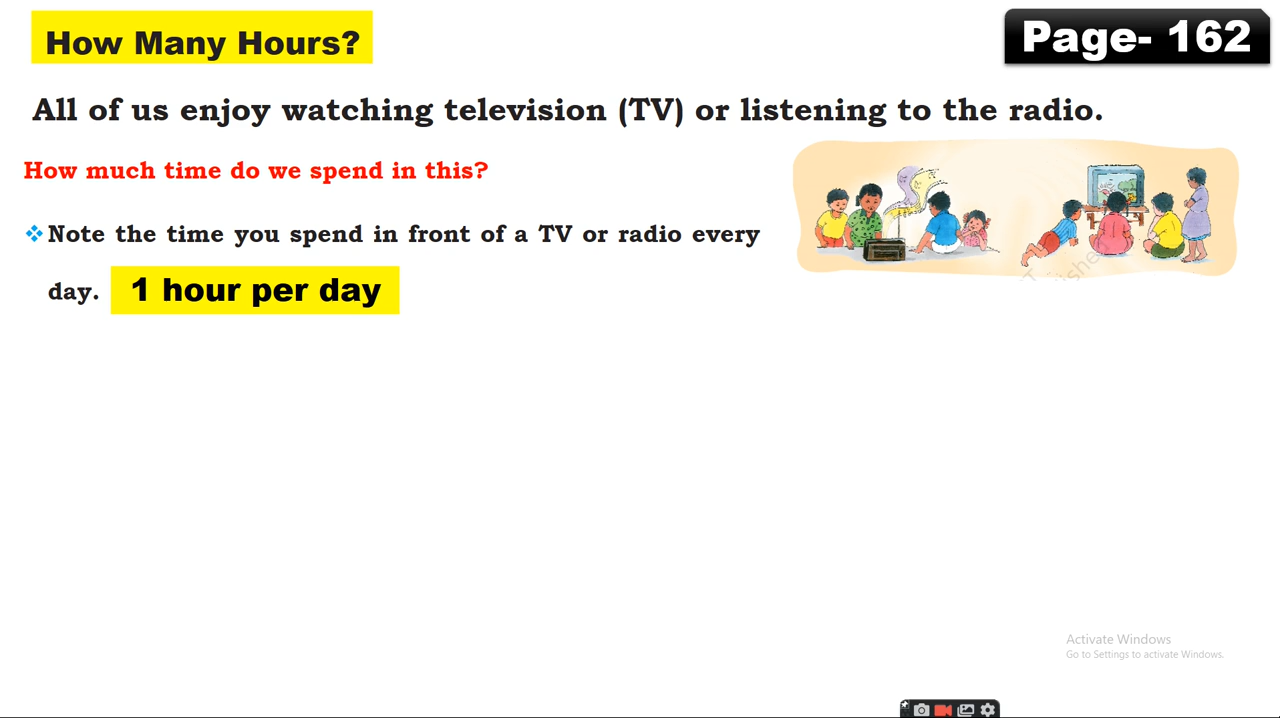 How Many Hours?
Page- 162
All of us enjoy watching television (TV) or listening to the radio.
How much time do we spend in this?
❖ Note the time you spend in front of a TV or radio every
day. 1 hour per day
Activate Windows
Go to Settings to activate Windows.